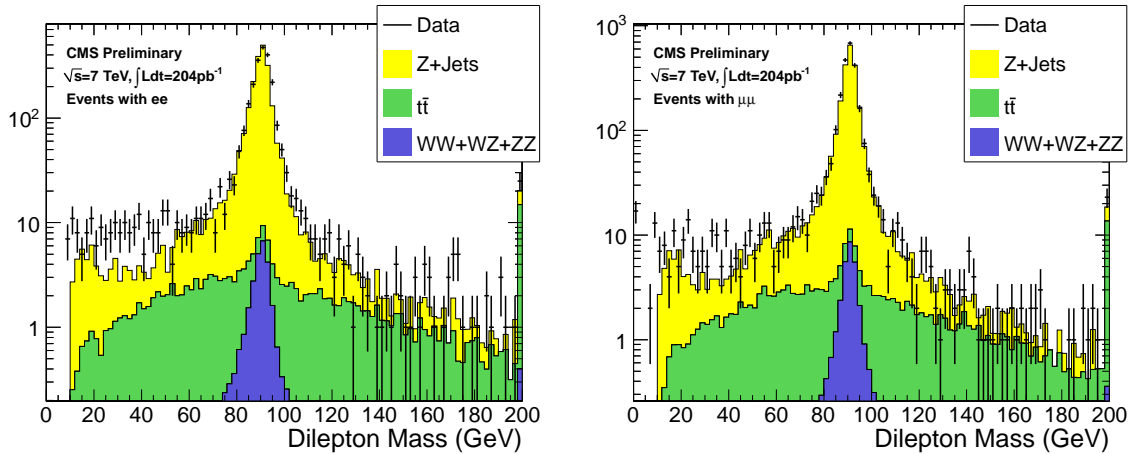 Data
Z+Jets
tt̄
WW+WZ+ZZ
CMS Preliminary
√s=7 TeV, ∫Ldt=204pb⁻¹
Events with ee
10²
10
1
0 20 40 60 80 100 120 140 160 180 200
Dilepton Mass (GeV)
Data
Z+Jets
tt̄
WW+WZ+ZZ
CMS Preliminary
√s=7 TeV, ∫Ldt=204pb⁻¹
Events with μμ
10³
10²
10
1
0 20 40 60 80 100 120 140 160 180 200
Dilepton Mass (GeV)